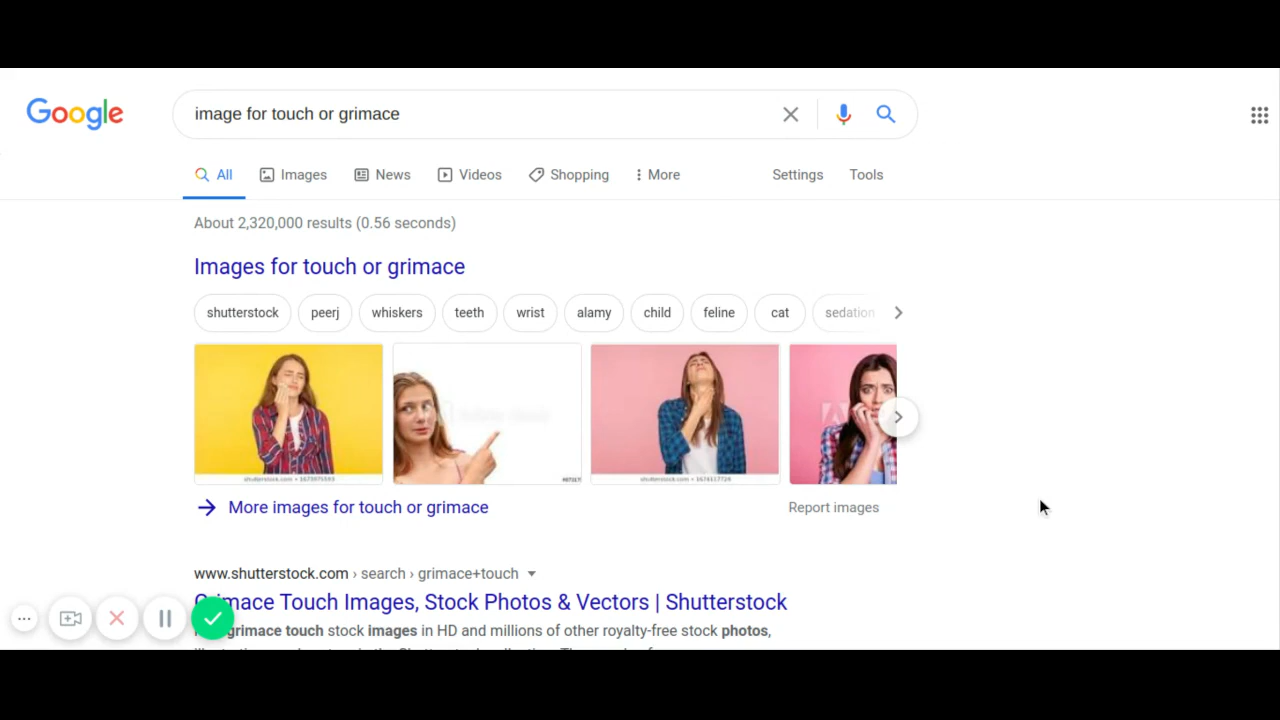 Google
image for touch or grimace
All Images News Videos Shopping More Settings Tools
About 2,320,000 results (0.56 seconds)
Images for touch or grimace
shutterstock peerj whiskers teeth wrist alamy child feline cat sedation
More images for touch or grimace
Report images
www.shutterstock.com › search › grimace+touch
Grimace Touch Images, Stock Photos & Vectors | Shutterstock
grimace touch stock images in HD and millions of other royalty-free stock photos,